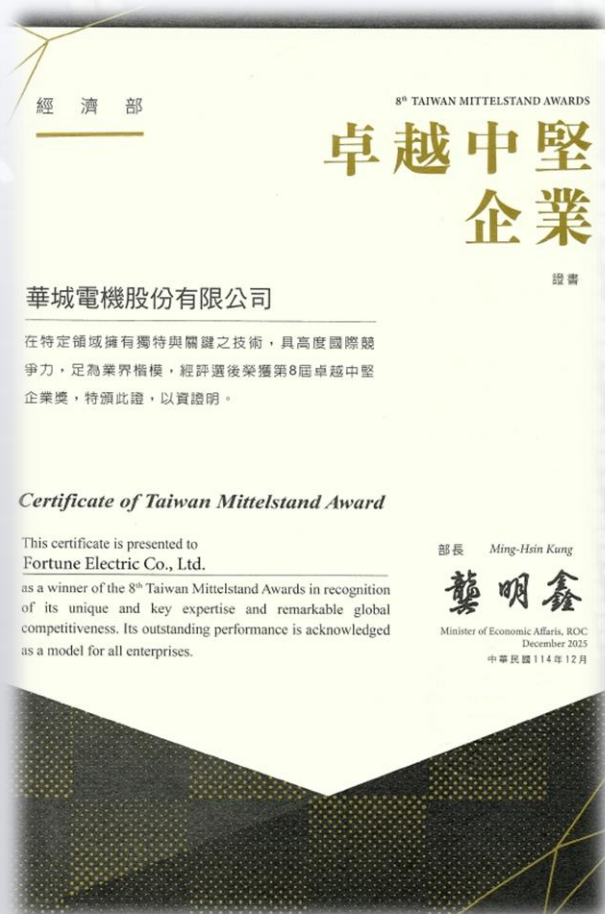 經濟部
8th TAIWAN MITTELSTAND AWARDS
卓越中堅
企業
證書
華城電機股份有限公司
在特定領域擁有獨特與關鍵之技術，具高度國際競
爭力，足為業界楷模，經評選後榮獲第8屆卓越中堅
企業獎，特頒此證，以資證明。
Certificate of Taiwan Mittelstand Award
This certificate is presented to
Fortune Electric Co., Ltd.
as a winner of the 8th Taiwan Mittelstand Awards in recognition
of its unique and key expertise and remarkable global
competitiveness. Its outstanding performance is acknowledged
as a model for all enterprises.
部長 Ming-Hsin Kung
龔明鑫
Minister of Economic Affaris, ROC
December 2025
中華民國114年12月